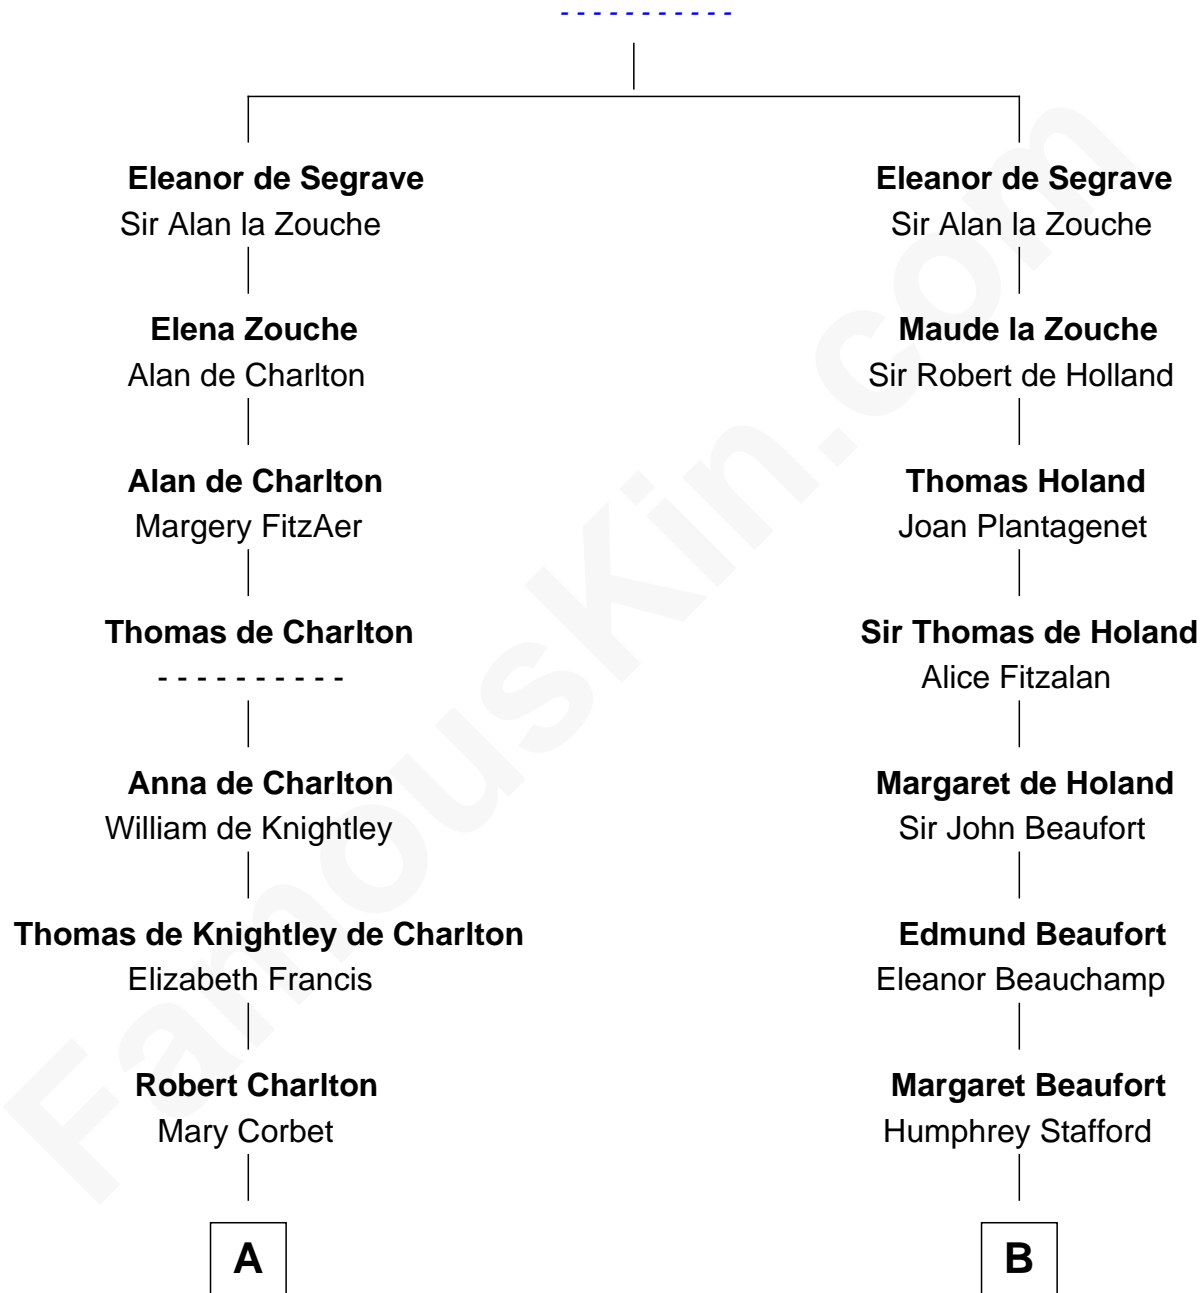 - - - - - - - - - - -
Eleanor de Segrave
Sir Alan la Zouche
Elena Zouche
Alan de Charlton
Alan de Charlton
Margery FitzAer
Thomas de Charlton
- - - - - - - - - -
Anna de Charlton
William de Knightley
Thomas de Knightley de Charlton
Elizabeth Francis
Robert Charlton
Mary Corbet
A
Eleanor de Segrave
Sir Alan la Zouche
Maude la Zouche
Sir Robert de Holland
Thomas Holand
Joan Plantagenet
Sir Thomas de Holand
Alice Fitzalan
Margaret de Holand
Sir John Beaufort
Edmund Beaufort
Eleanor Beauchamp
Margaret Beaufort
Humphrey Stafford
B
FamousKin.com